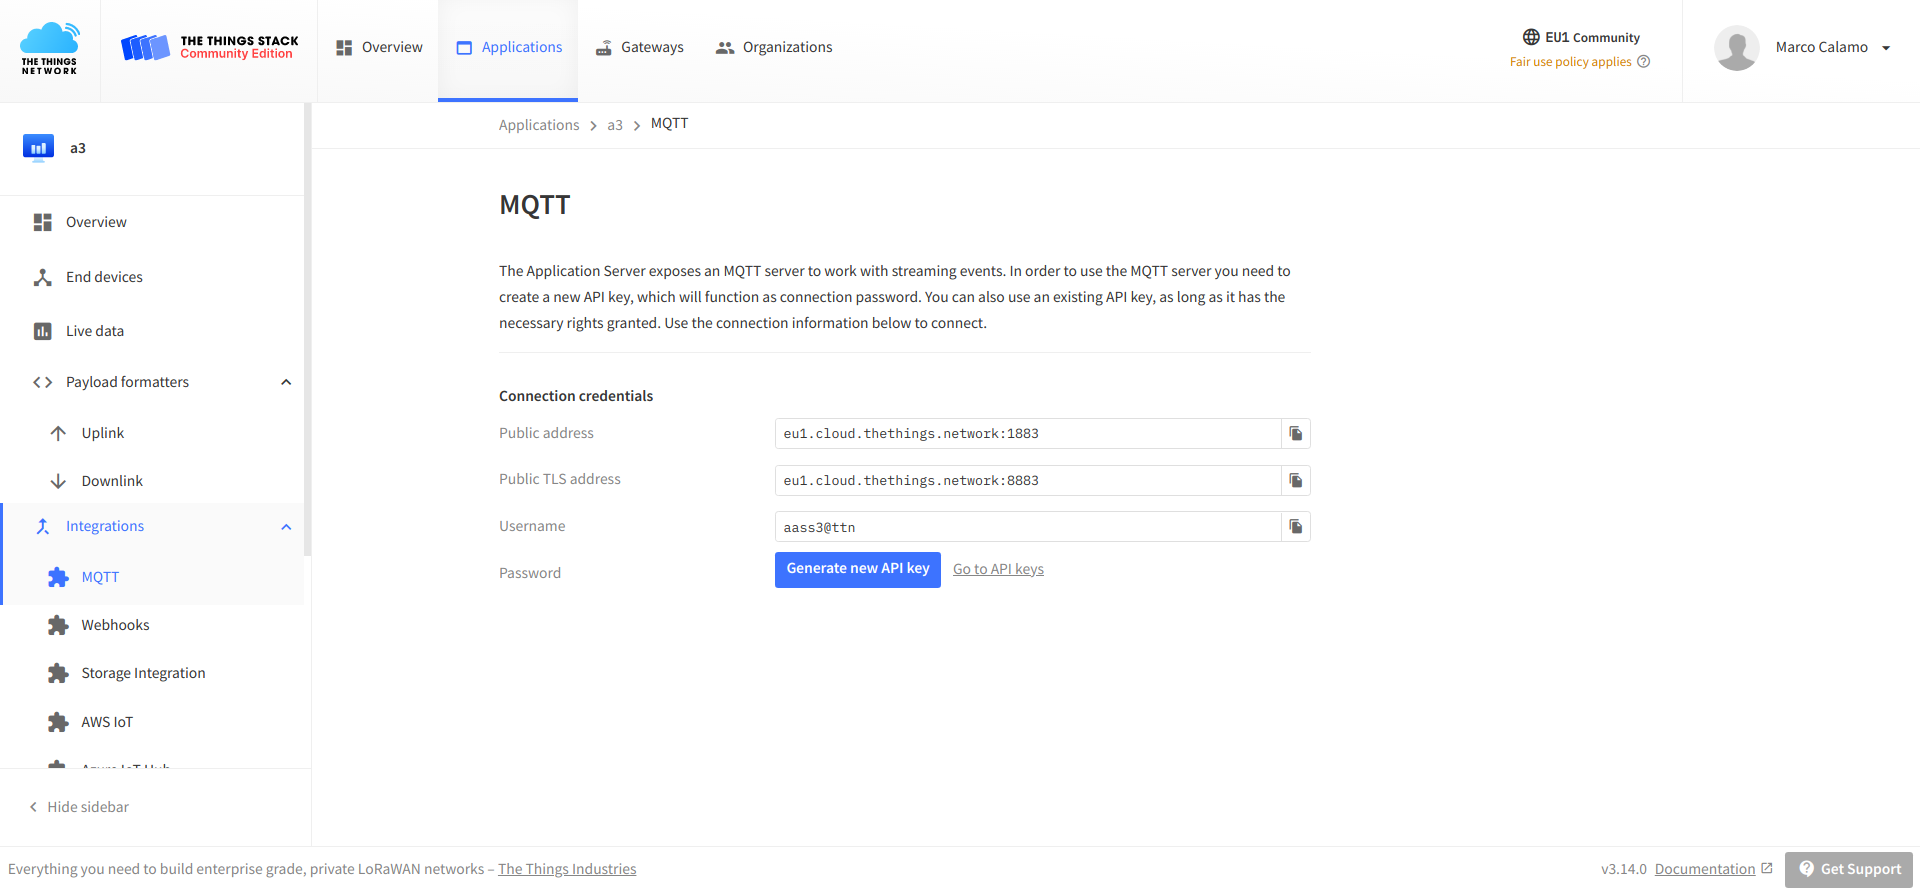 THE THINGS
NETWORK
THE THINGS STACK
Community Edition
Overview
Applications
Gateways
Organizations
EU1 Community
Fair use policy applies
Marco Calamo
a3
Overview
End devices
Live data
Payload formatters
Uplink
Downlink
Integrations
MQTT
Webhooks
Storage Integration
AWS IoT
Azure IoT Hub
Hide sidebar
Applications > a3 > MQTT
MQTT
The Application Server exposes an MQTT server to work with streaming events. In order to use the MQTT server you need to
create a new API key, which will function as connection password. You can also use an existing API key, as long as it has the
necessary rights granted. Use the connection information below to connect.
Connection credentials
Public address
eu1.cloud.thethings.network:1883
Public TLS address
eu1.cloud.thethings.network:8883
Username
aass3@ttn
Password
Generate new API key
Go to API keys
Everything you need to build enterprise grade, private LoRaWAN networks – The Things Industries
v3.14.0
Documentation
Get Support